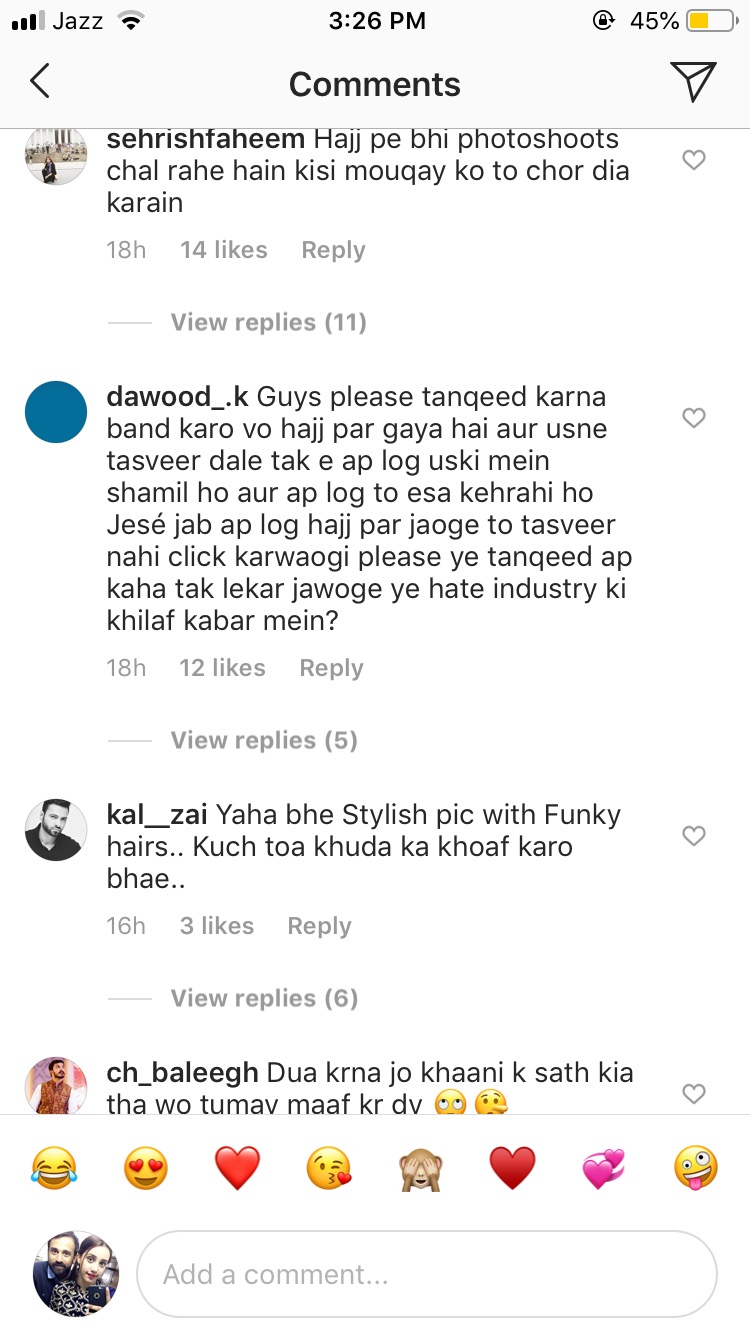 Jazz 3:26 PM 45%
Comments
sehrishfaheem Hajj pe bhi photoshoots
chal rahe hain kisi mouqay ko to chor dia
karain
18h 14 likes Reply
View replies (11)
dawood_.k Guys please tanqeed karna
band karo vo hajj par gaya hai aur usne
tasveer dale tak e ap log uski mein
shamil ho aur ap log to esa kehrahi ho
Jesé jab ap log hajj par jaoge to tasveer
nahi click karwaogi please ye tanqeed ap
kaha tak lekar jawoge ye hate industry ki
khilaf kabar mein?
18h 12 likes Reply
View replies (5)
kal__zai Yaha bhe Stylish pic with Funky
hairs.. Kuch toa khuda ka khoaf karo
bhae..
16h 3 likes Reply
View replies (6)
ch_baleegh Dua krna jo khaani k sath kia
tha wo tumay maaf kr dy 🙄🤥
Add a comment...